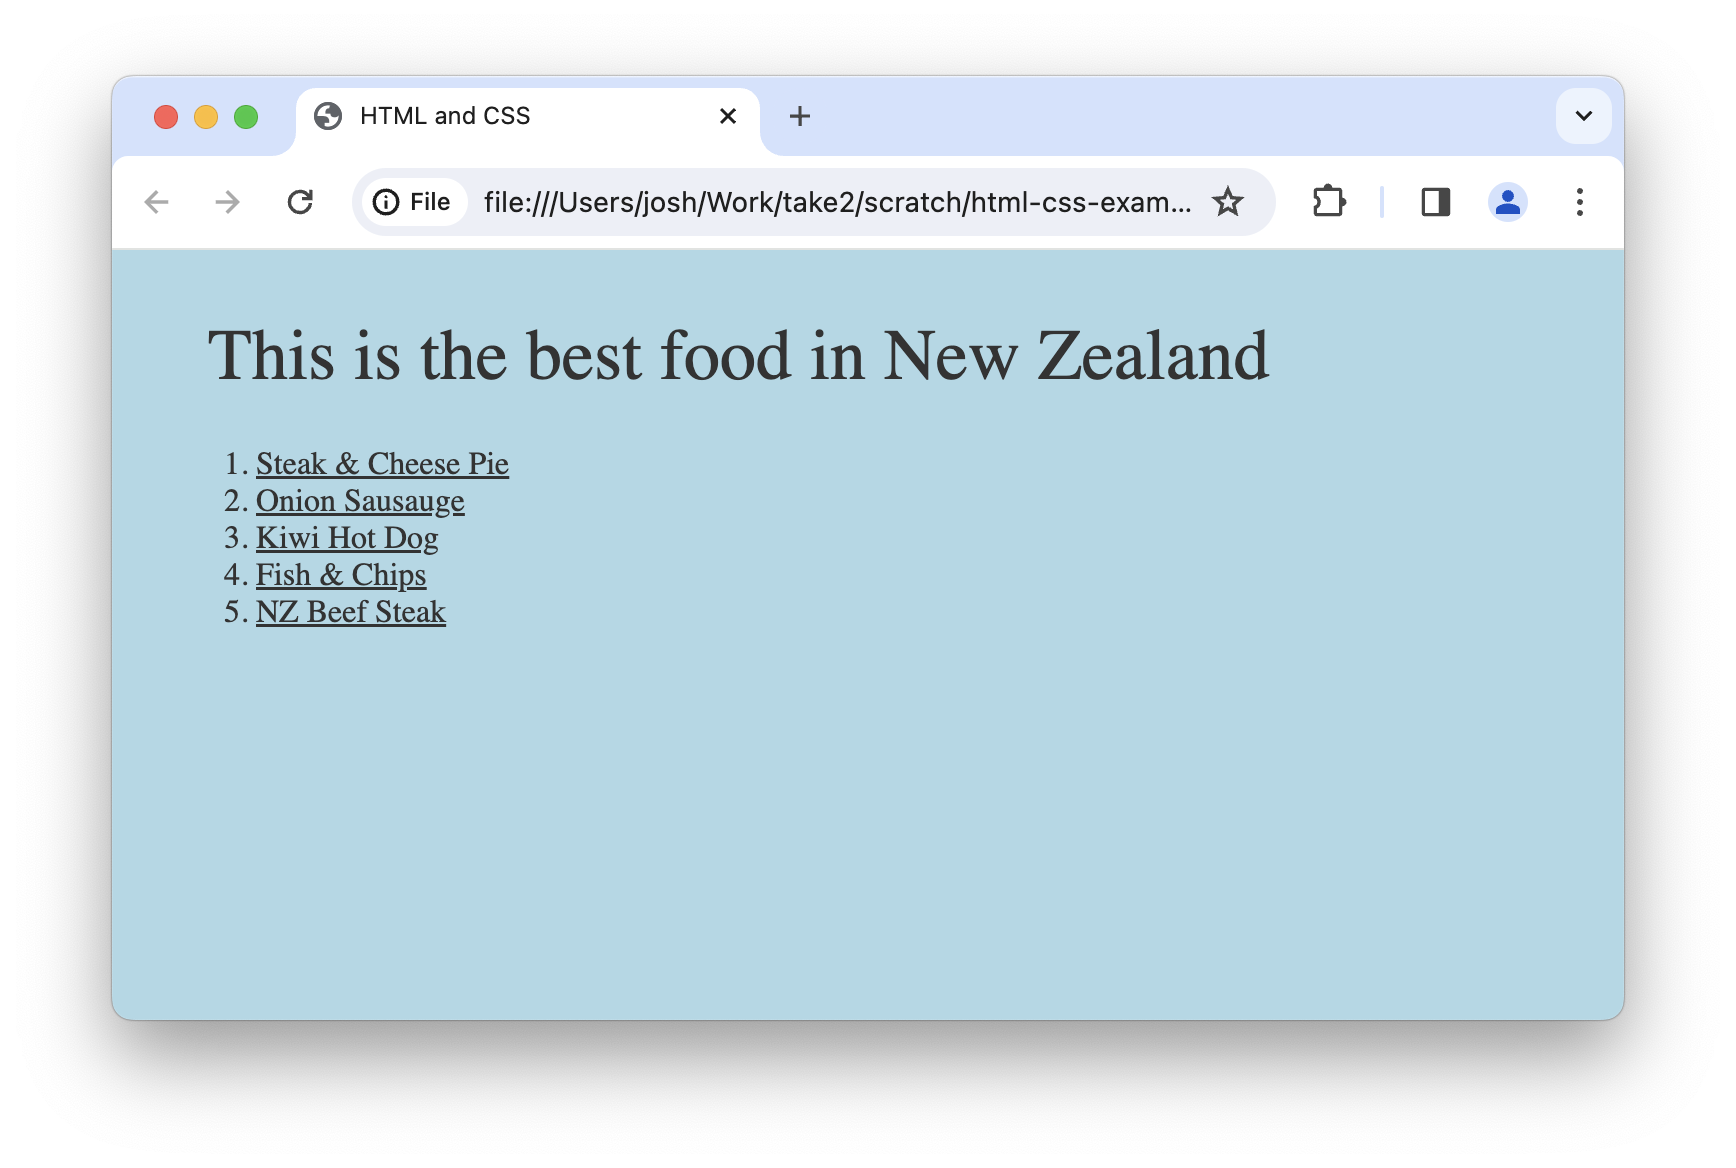 HTML and CSS
File file:///Users/josh/Work/take2/scratch/html-css-exam...
This is the best food in New Zealand
1. Steak & Cheese Pie
2. Onion Sausauge
3. Kiwi Hot Dog
4. Fish & Chips
5. NZ Beef Steak